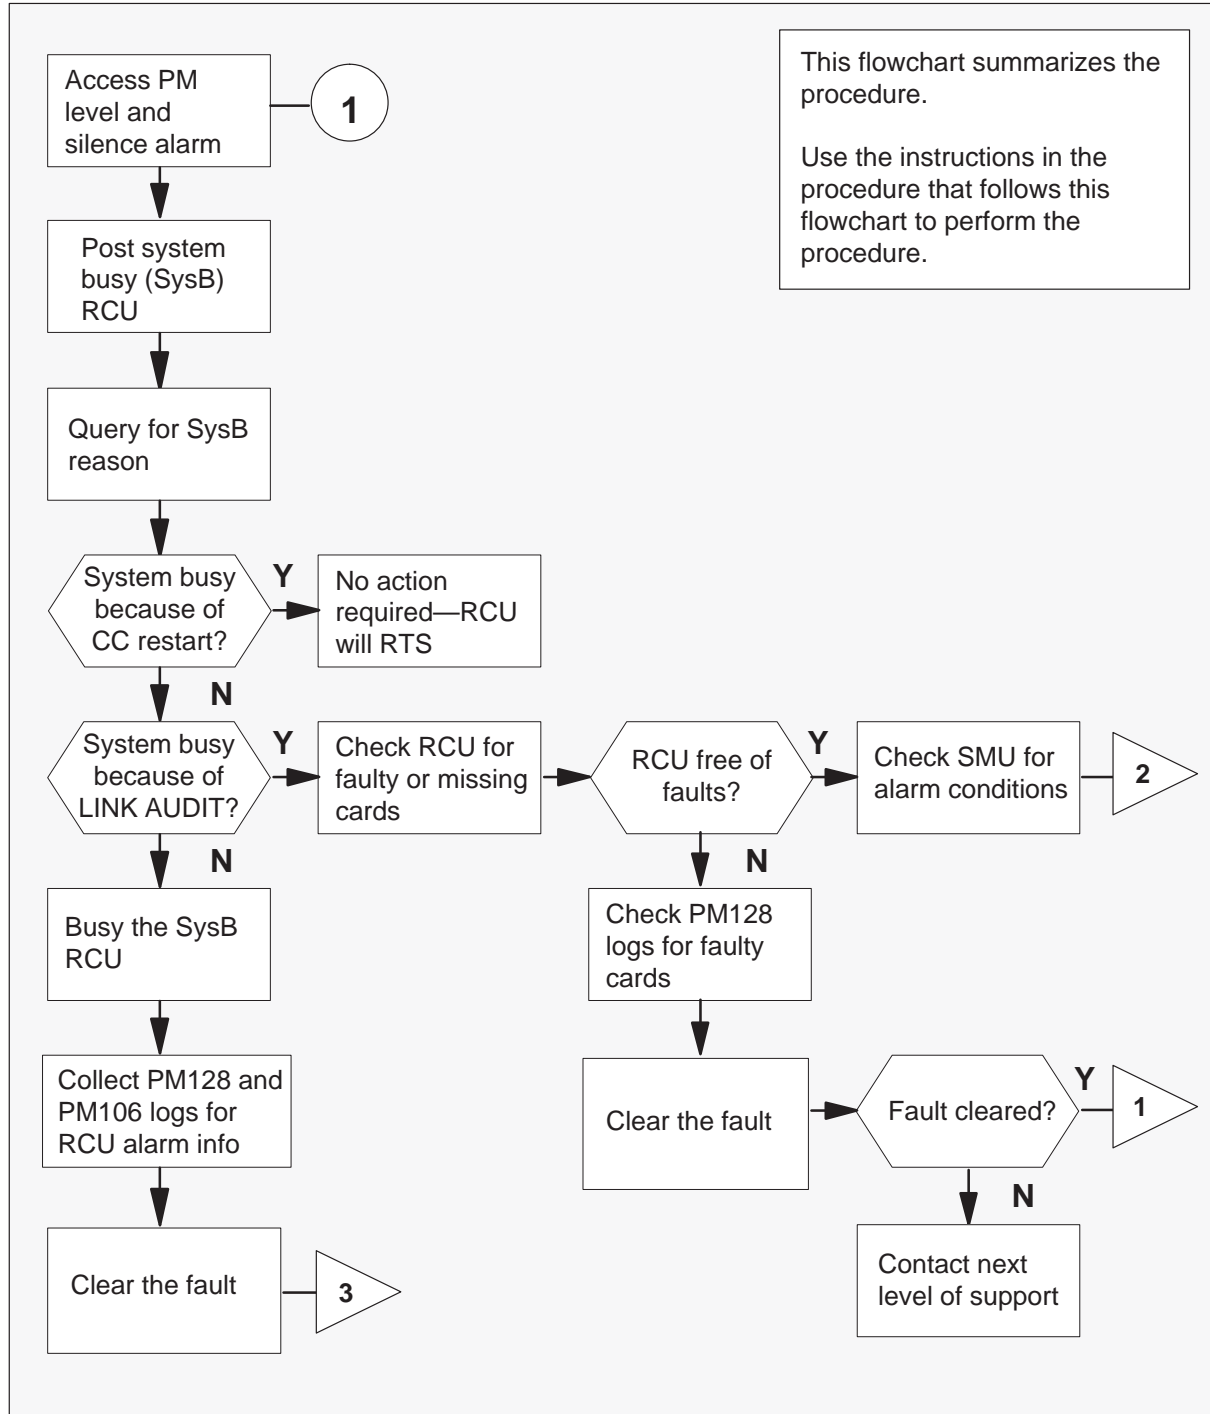 Access PM
level and
silence alarm
1
This flowchart summarizes the
procedure.
Use the instructions in the
procedure that follows this
flowchart to perform the
procedure.
Post system
busy (SysB)
RCU
Query for SysB
reason
System busy
because of
CC restart?
Y
No action
required—RCU
will RTS
N
System busy
because of
LINK AUDIT?
Y
Check RCU for
faulty or missing
cards
RCU free of
faults?
Y
Check SMU for
alarm conditions
2
N
N
Busy the SysB
RCU
Check PM128
logs for faulty
cards
Collect PM128 and
PM106 logs for
RCU alarm info
Clear the fault
Fault cleared?
Y
1
N
Clear the fault
3
Contact next
level of support